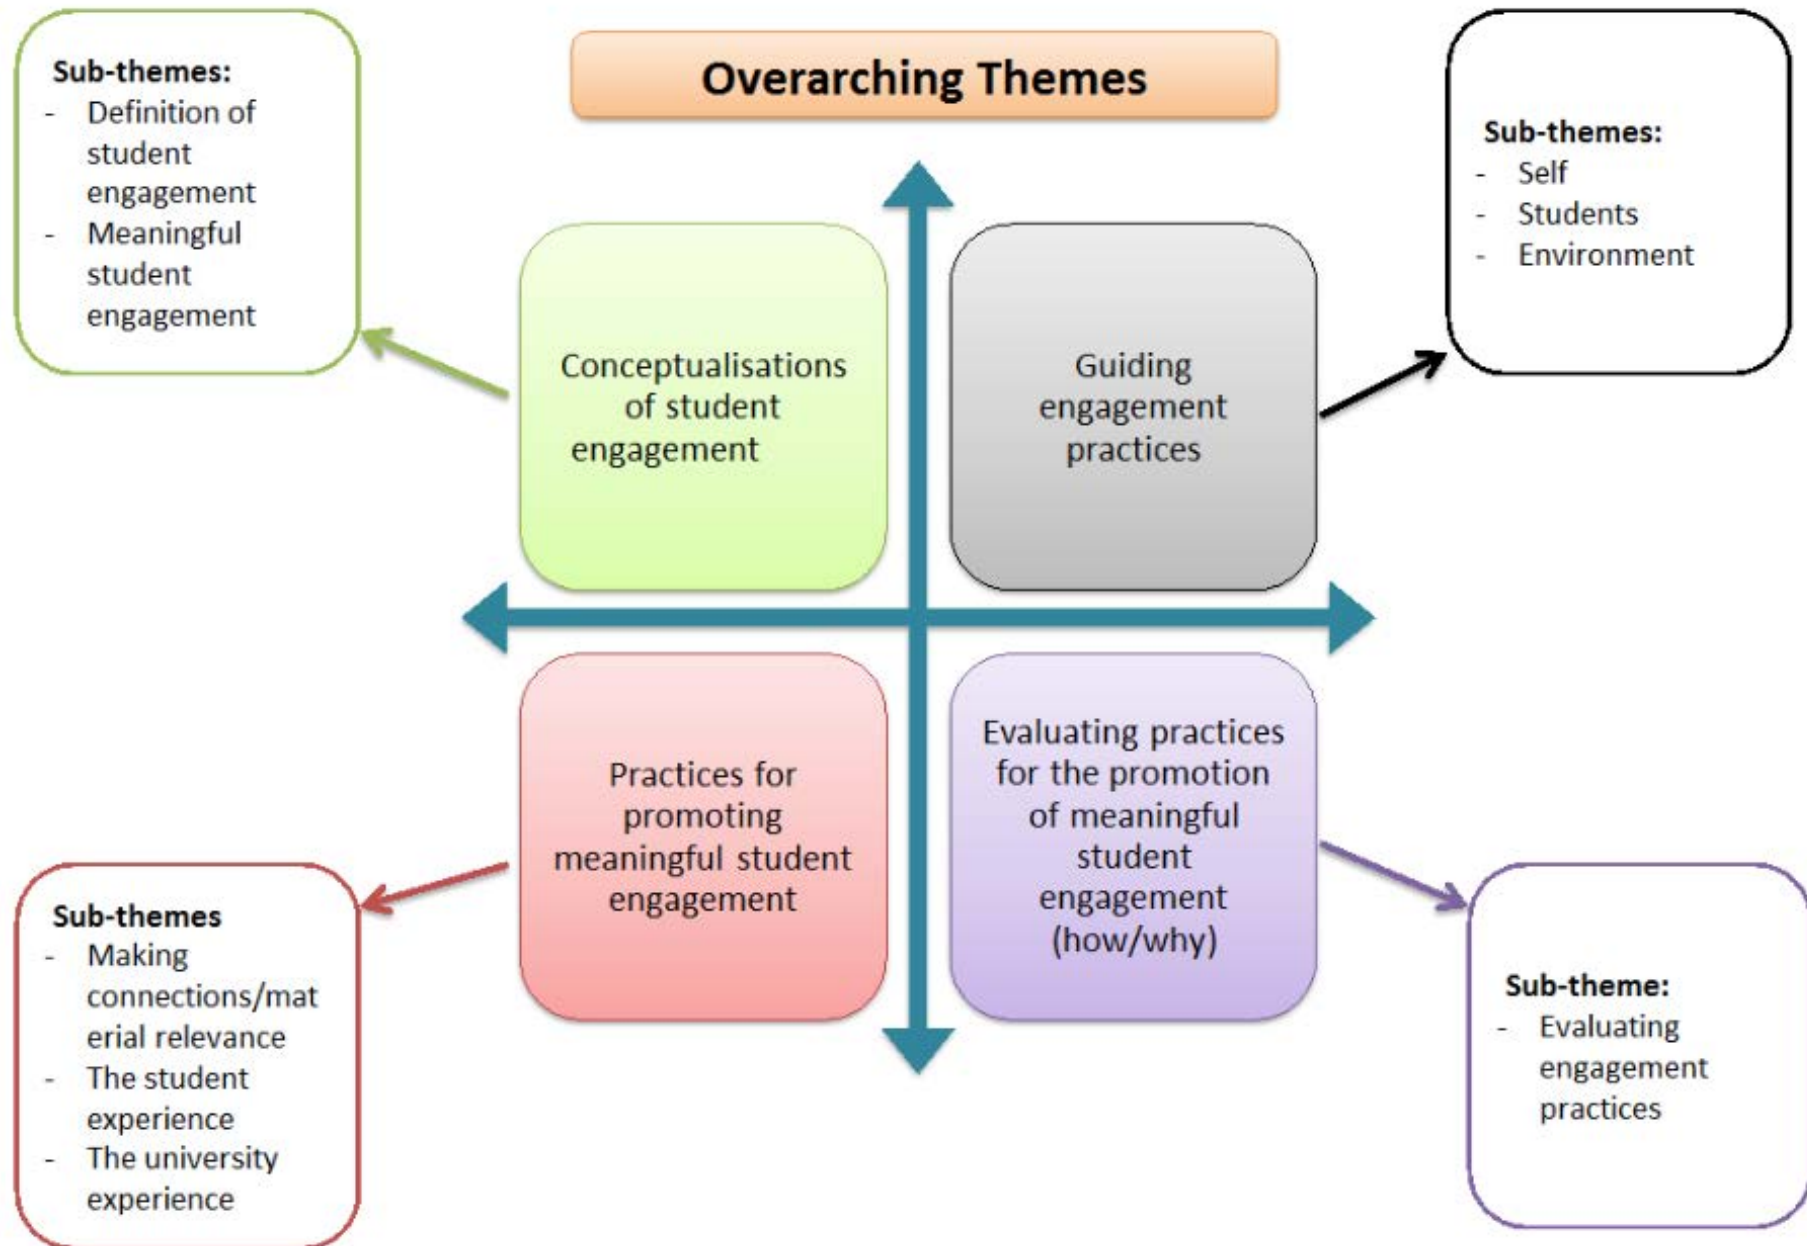 Overarching Themes
Sub-themes:
- Definition of
student
engagement
- Meaningful
student
engagement
Conceptualisations
of student
engagement
Guiding
engagement
practices
Sub-themes:
- Self
- Students
- Environment
Sub-themes
- Making
connections/mat
erial relevance
- The student
experience
- The university
experience
Practices for
promoting
meaningful student
engagement
Evaluating practices
for the promotion
of meaningful
student
engagement
(how/why)
Sub-theme:
- Evaluating
engagement
practices